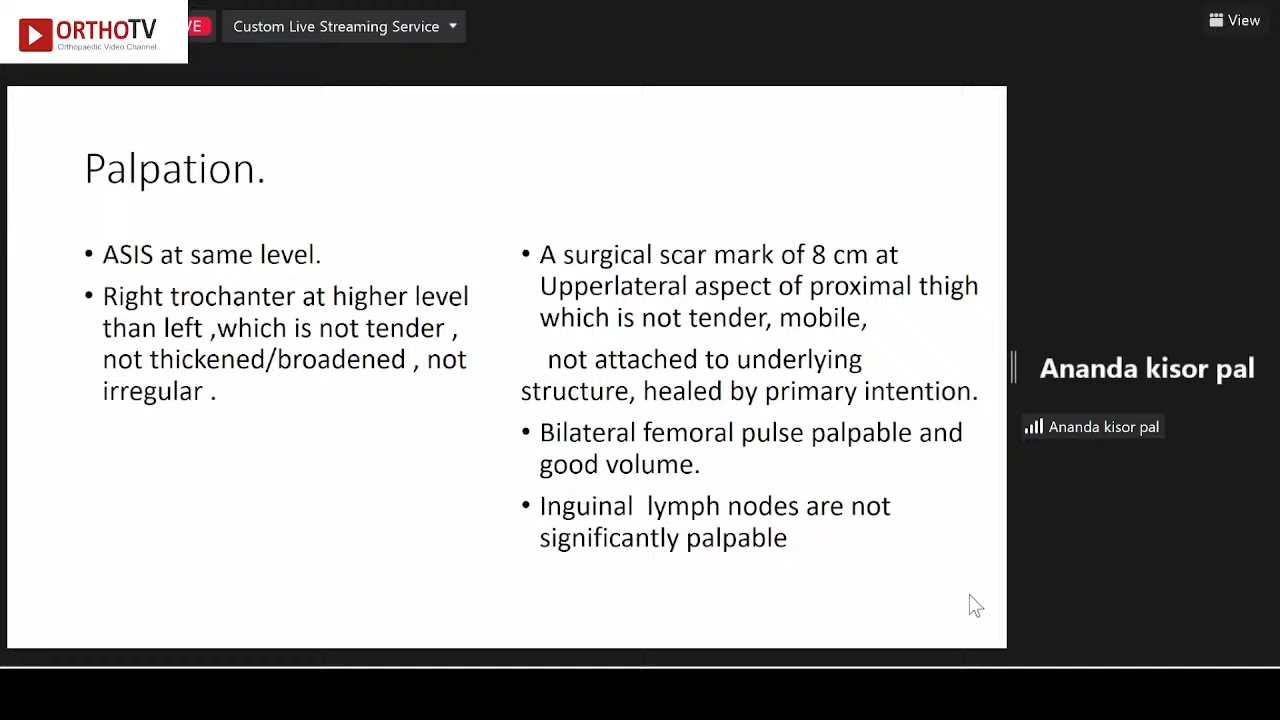 ORTHOTV
Orthopaedic Video Channel
VE
Custom Live Streaming Service
View
Palpation.
• ASIS at same level.
• Right trochanter at higher level
than left ,which is not tender ,
not thickened/broadened , not
irregular .
• A surgical scar mark of 8 cm at
Upperlateral aspect of proximal thigh
which is not tender, mobile,
not attached to underlying
structure, healed by primary intention.
• Bilateral femoral pulse palpable and
good volume.
• Inguinal  lymph nodes are not
significantly palpable
Ananda kisor pal
Ananda kisor pal